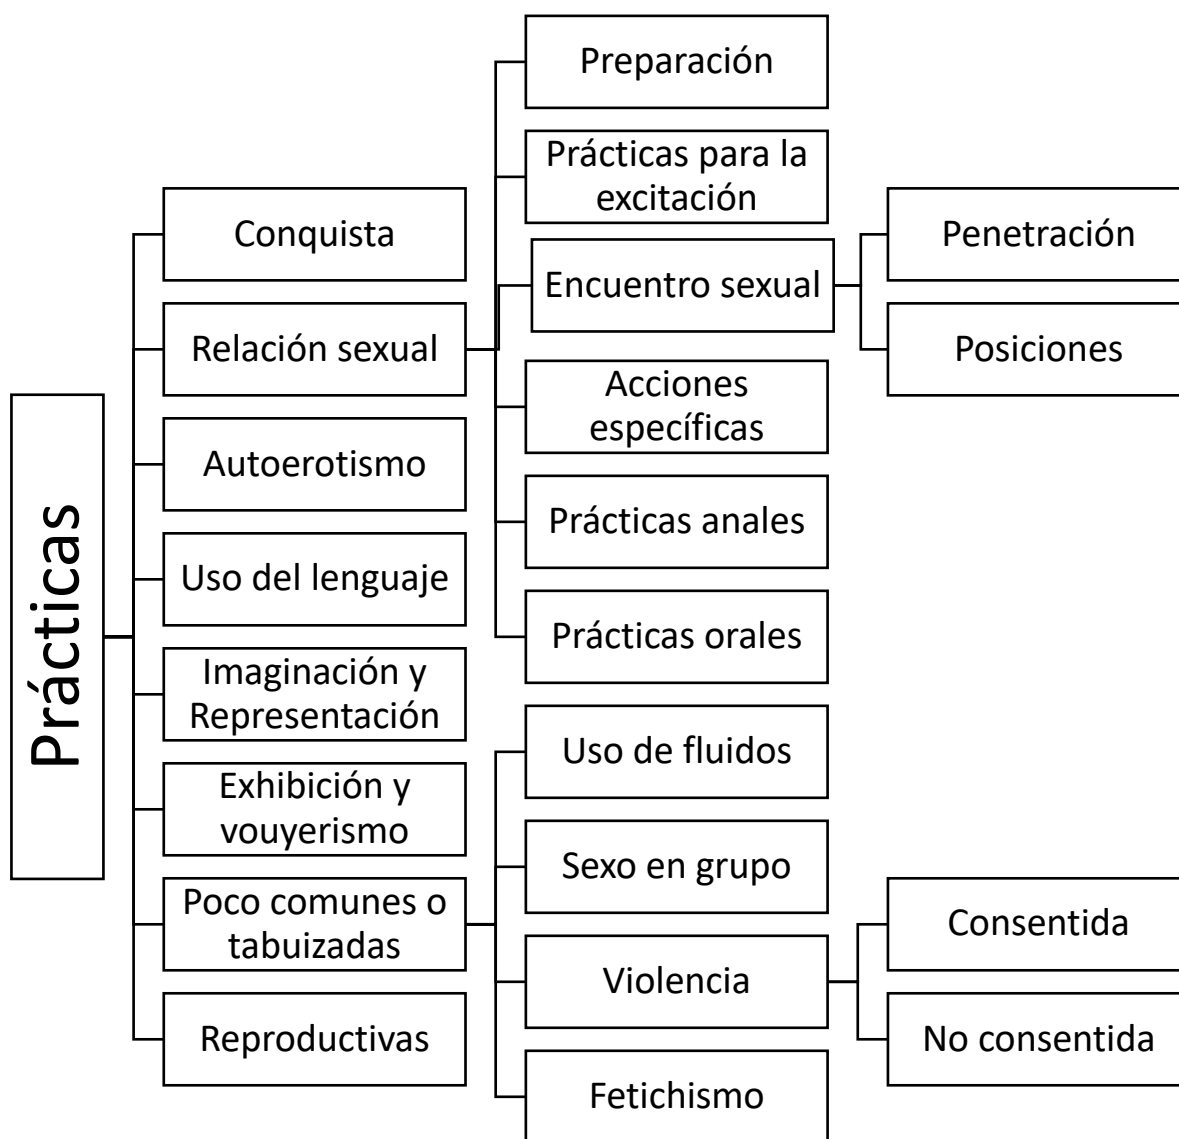 Prácticas
Conquista
Relación sexual
Autoerotismo
Uso del lenguaje
Imaginación y
Representación
Exhibición y
vouyerismo
Poco comunes o
tabuizadas
Reproductivas
Preparación
Prácticas para la
excitación
Encuentro sexual
Acciones
específicas
Prácticas anales
Prácticas orales
Uso de fluidos
Sexo en grupo
Violencia
Fetichismo
Penetración
Posiciones
Consentida
No consentida